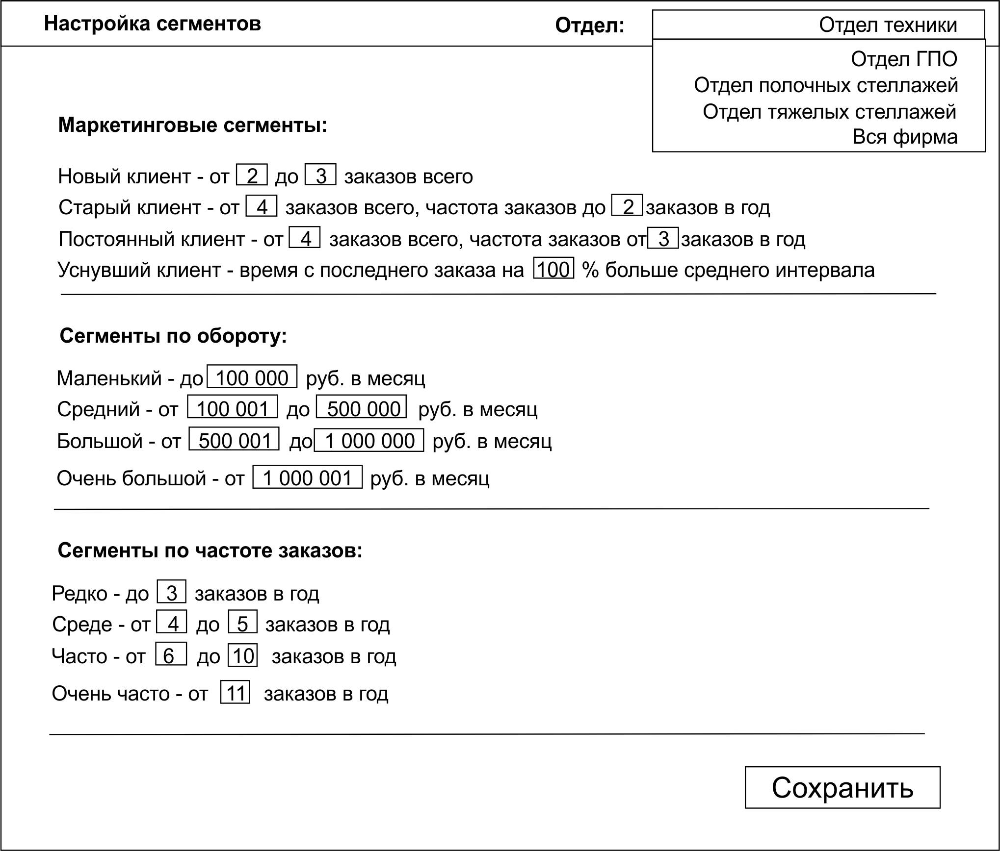 Настройка сегментов
Отдел:
Отдел техники
Отдел ГПО
Отдел полочных стеллажей
Отдел тяжелых стеллажей
Вся фирма
Маркетинговые сегменты:
Новый клиент - от 2 до 3 заказов всего
Старый клиент - от 4 заказов всего, частота заказов до 2 заказов в год
Постоянный клиент - от 4 заказов всего, частота заказов от 3 заказов в год
Уснувший клиент - время с последнего заказа на 100 % больше среднего интервала
Сегменты по обороту:
Маленький - до 100 000 руб. в месяц
Средний - от 100 001 до 500 000 руб. в месяц
Большой - от 500 001 до 1 000 000 руб. в месяц
Очень большой - от 1 000 001 руб. в месяц
Сегменты по частоте заказов:
Редко - до 3 заказов в год
Среде - от 4 до 5 заказов в год
Часто - от 6 до 10 заказов в год
Очень часто - от 11 заказов в год
Сохранить